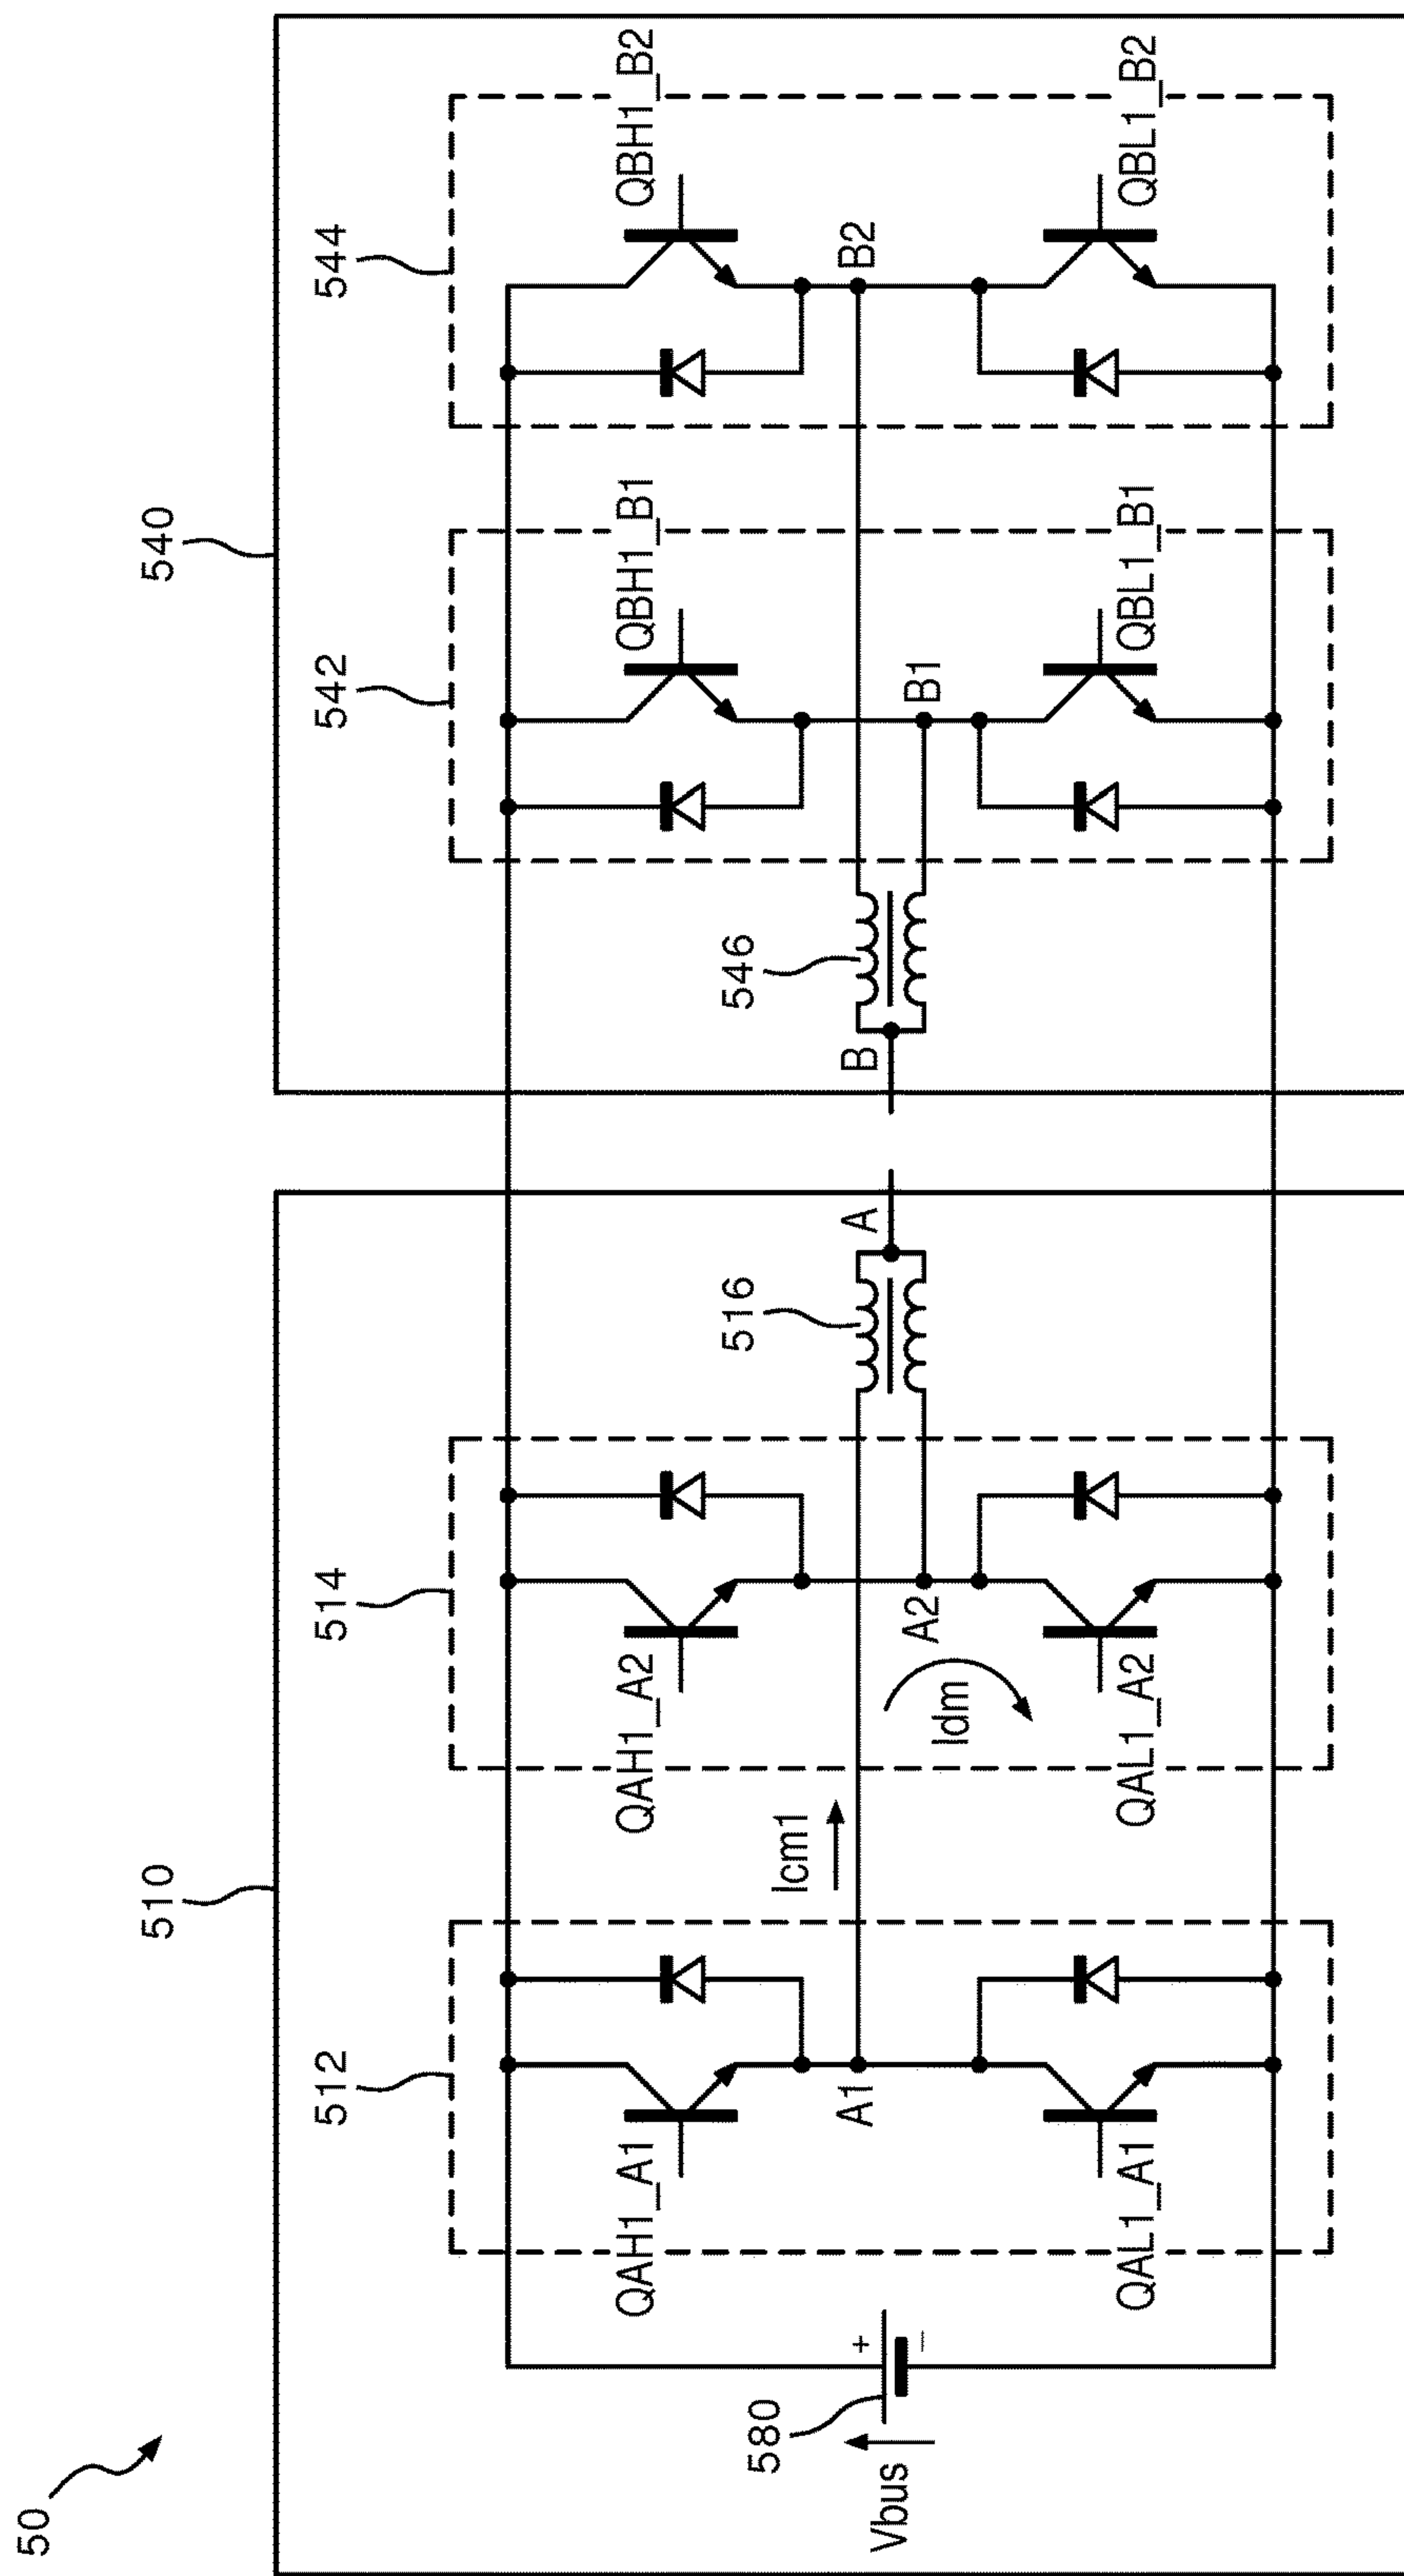 50
510
540
512
514
542
544
QAH1_A1
QAH1_A2
QBH1_B1
QBH1_B2
580
+
−
Vbus
Icm1
516
546
A1
A
B
B2
A2
B1
Idm
QAL1_A1
QAL1_A2
QBL1_B1
QBL1_B2